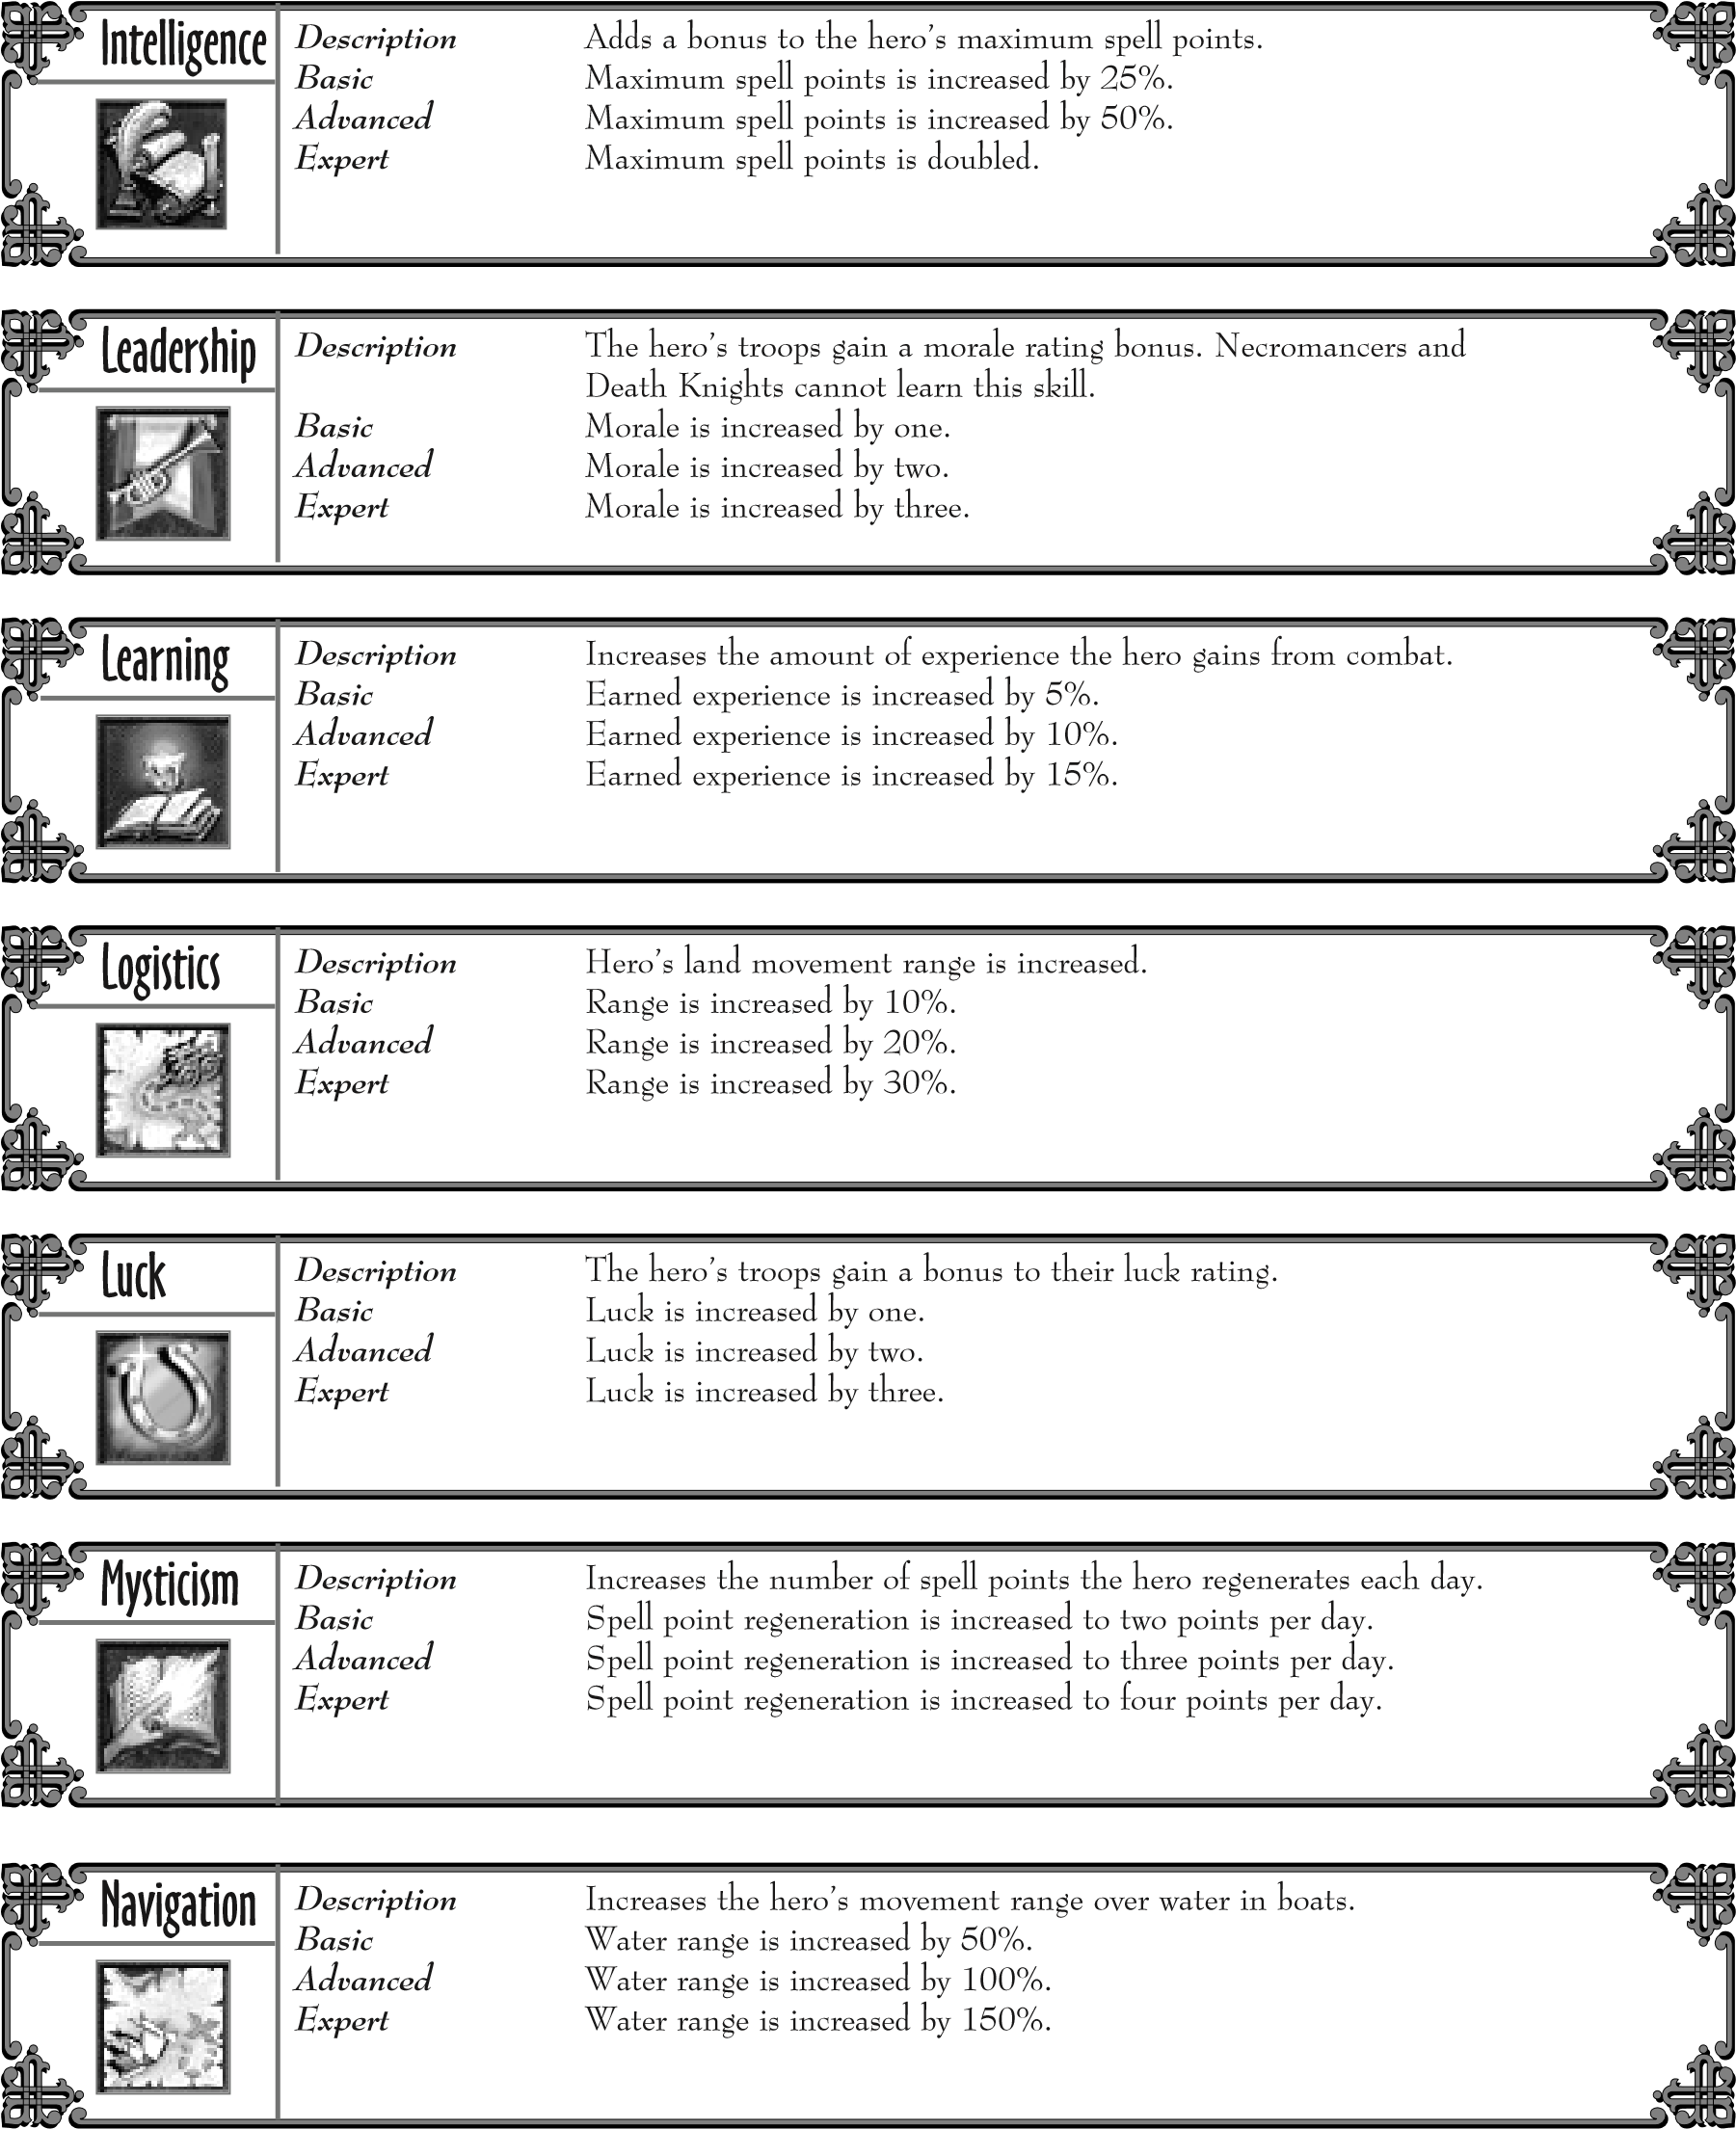 Intelligence
Description Adds a bonus to the hero's maximum spell points.
Basic Maximum spell points is increased by 25%.
Advanced Maximum spell points is increased by 50%.
Expert Maximum spell points is doubled.
Leadership
Description The hero's troops gain a morale rating bonus. Necromancers and
Death Knights cannot learn this skill.
Basic Morale is increased by one.
Advanced Morale is increased by two.
Expert Morale is increased by three.
Learning
Description Increases the amount of experience the hero gains from combat.
Basic Earned experience is increased by 5%.
Advanced Earned experience is increased by 10%.
Expert Earned experience is increased by 15%.
Logistics
Description Hero's land movement range is increased.
Basic Range is increased by 10%.
Advanced Range is increased by 20%.
Expert Range is increased by 30%.
Luck
Description The hero's troops gain a bonus to their luck rating.
Basic Luck is increased by one.
Advanced Luck is increased by two.
Expert Luck is increased by three.
Mysticism
Description Increases the number of spell points the hero regenerates each day.
Basic Spell point regeneration is increased to two points per day.
Advanced Spell point regeneration is increased to three points per day.
Expert Spell point regeneration is increased to four points per day.
Navigation
Description Increases the hero's movement range over water in boats.
Basic Water range is increased by 50%.
Advanced Water range is increased by 100%.
Expert Water range is increased by 150%.